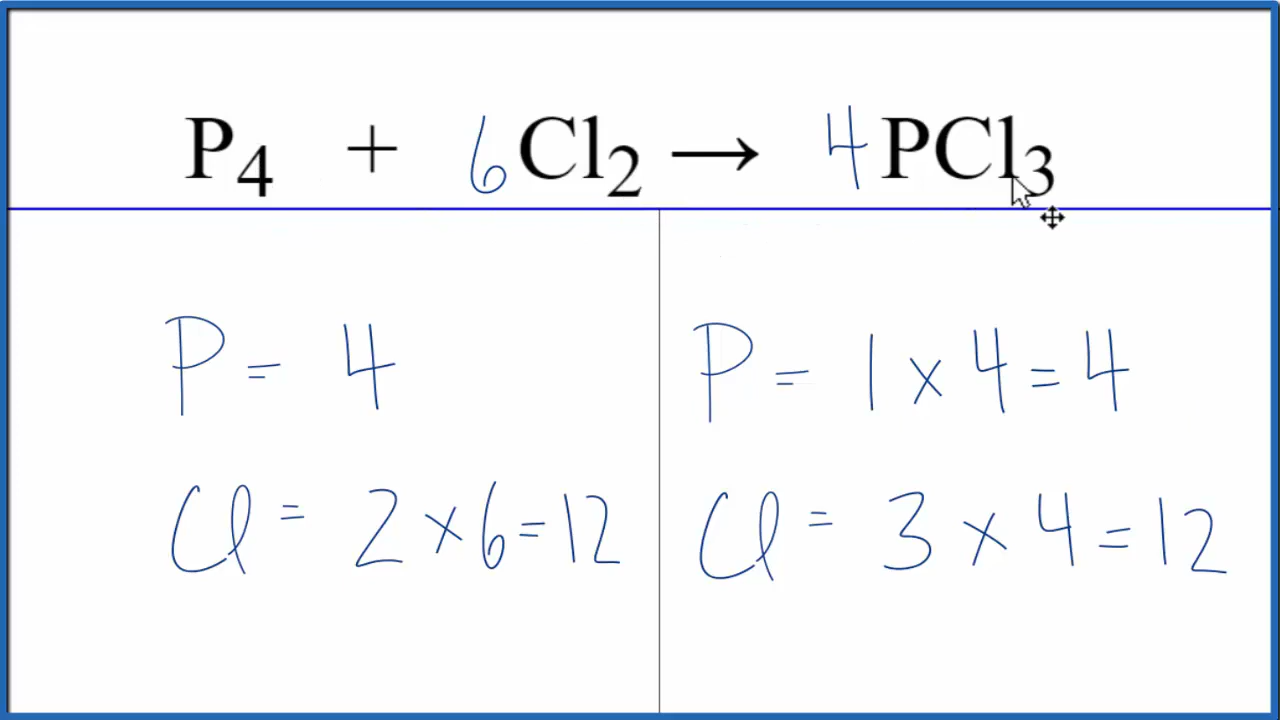 P₄ + 6Cl₂ → 4PCl₃
P = 4
P = 1 x 4 = 4
Cl = 2 x 6 = 12
Cl = 3 x 4 = 12